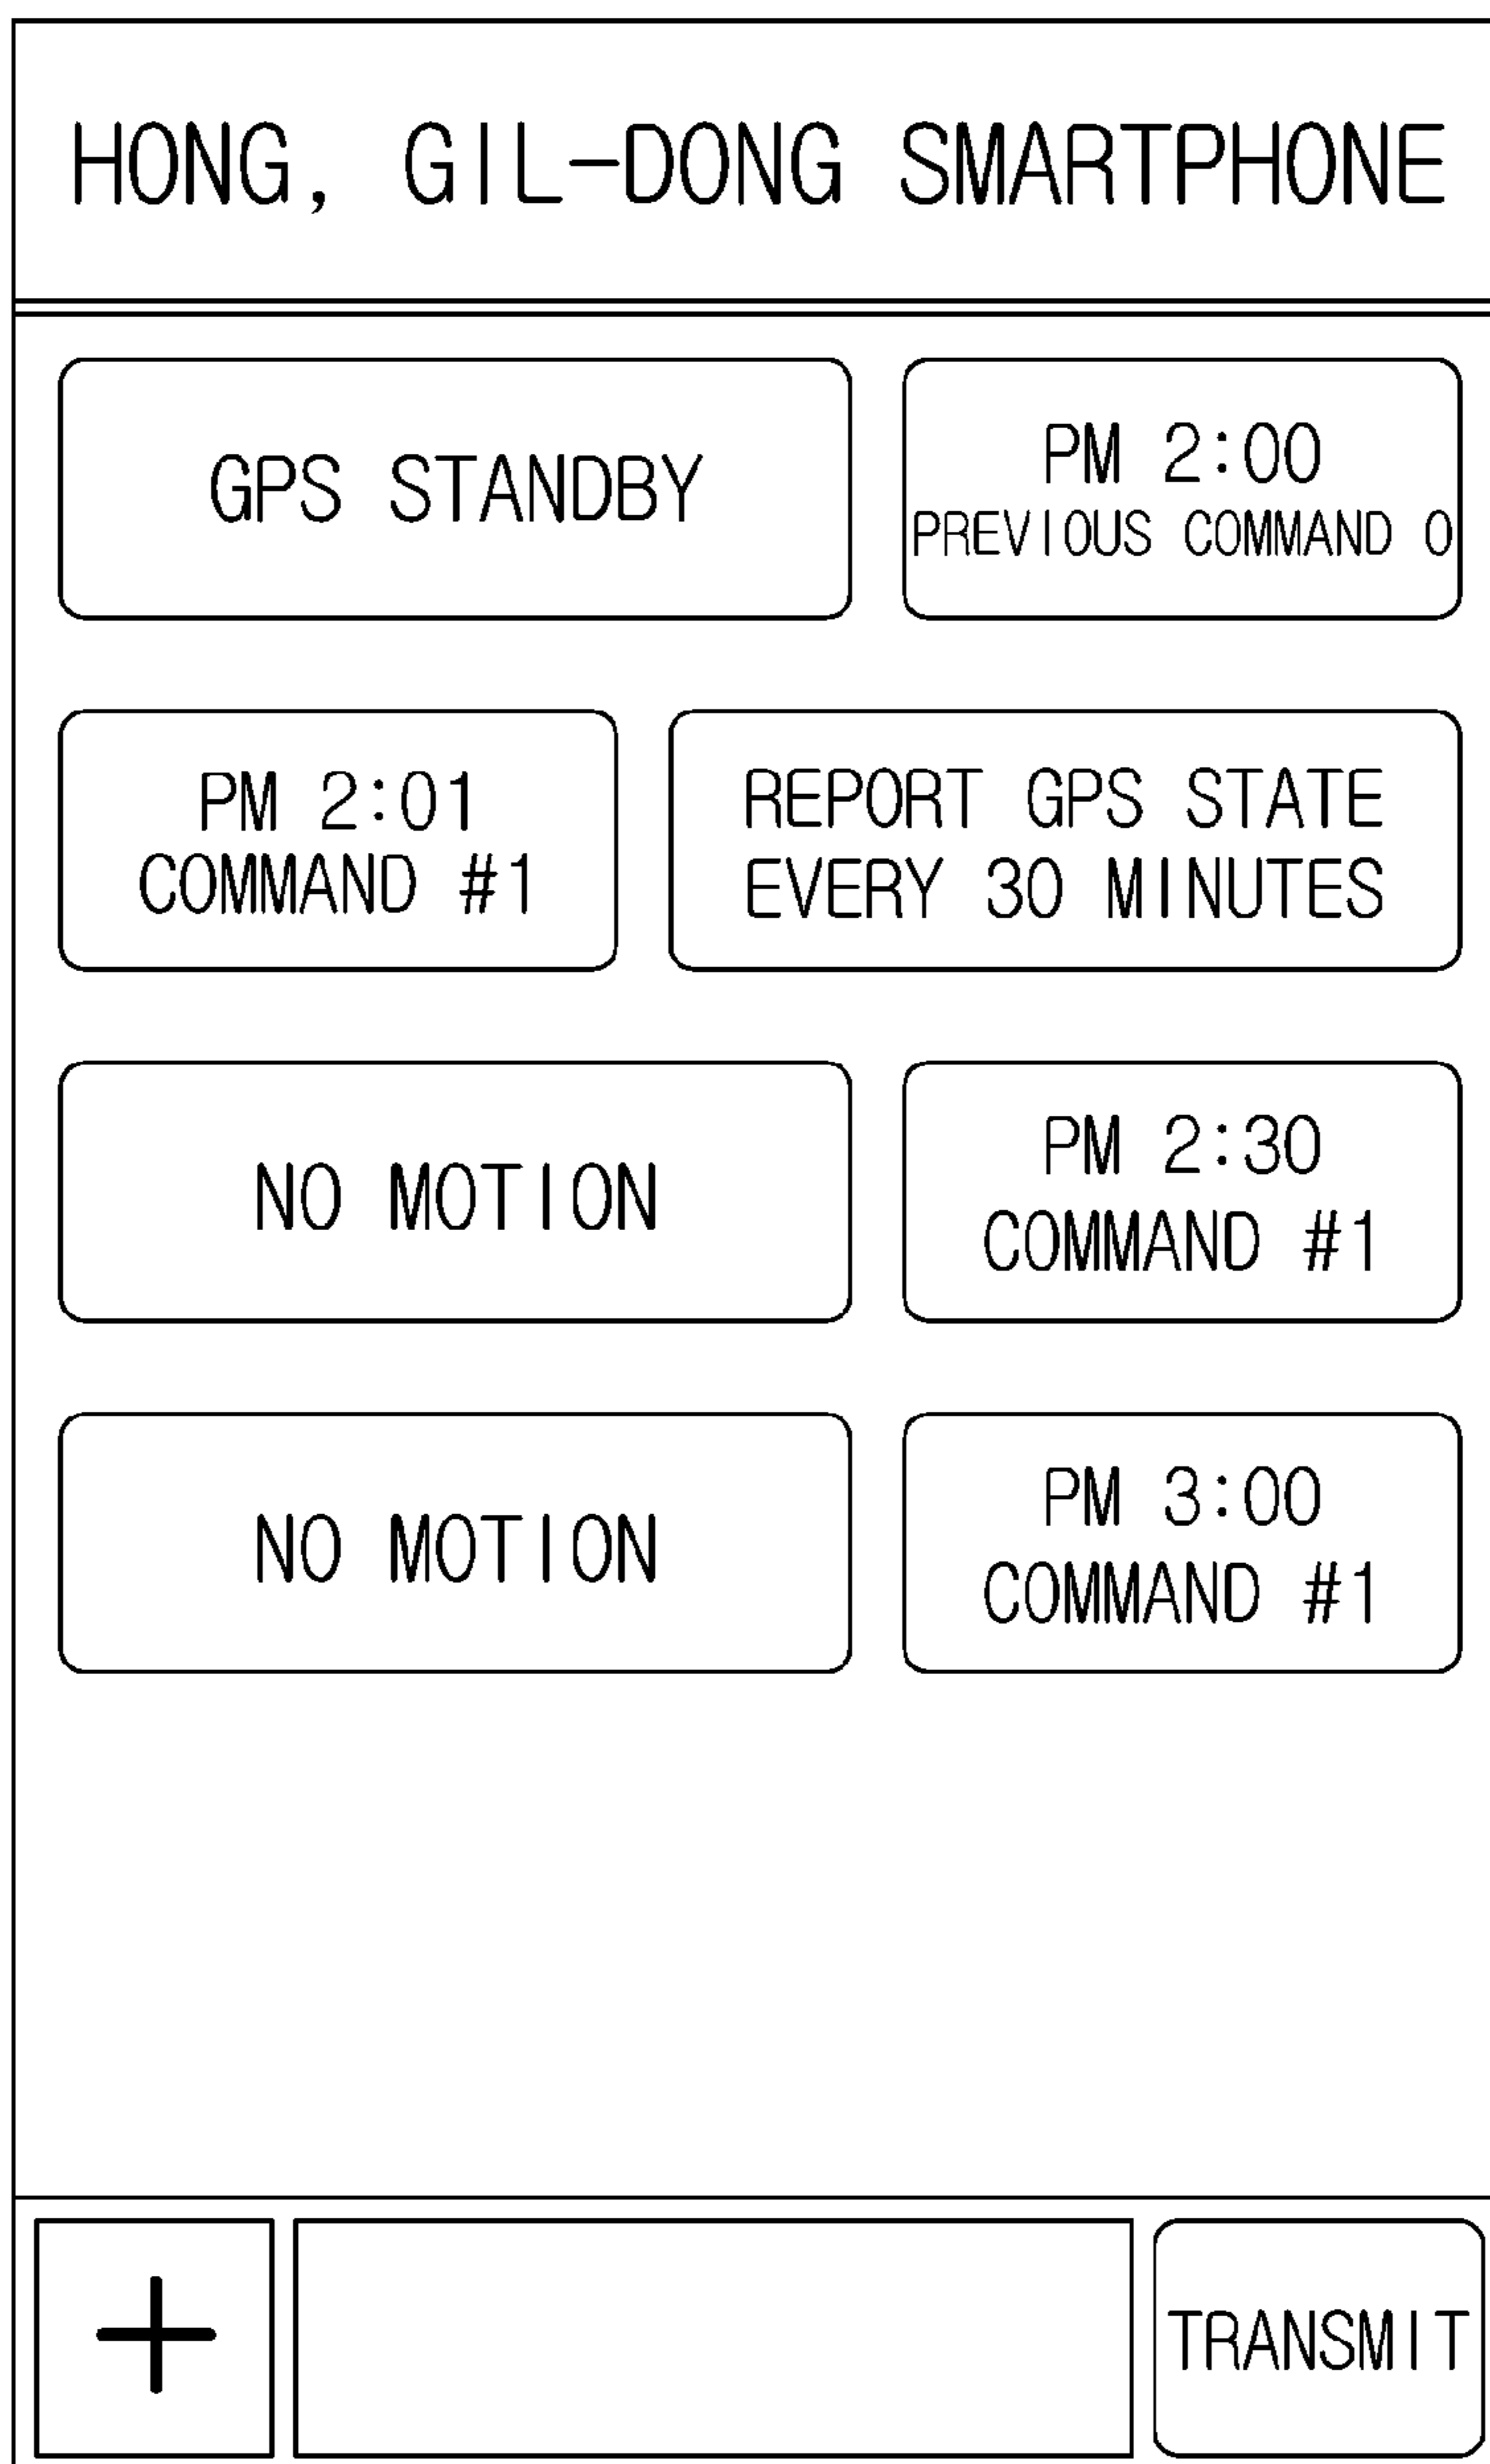 HONG, GIL-DONG SMARTPHONE
GPS STANDBY
PM 2:00
PREVIOUS COMMAND 0
PM 2:01
COMMAND #1
REPORT GPS STATE
EVERY 30 MINUTES
NO MOTION
PM 2:30
COMMAND #1
NO MOTION
PM 3:00
COMMAND #1
+
TRANSMIT